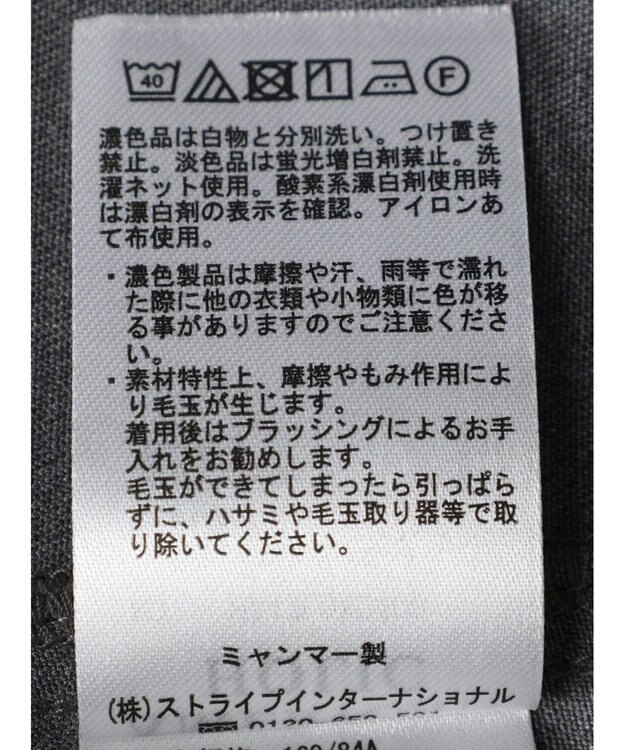 40 F
濃色品は白物と分別洗い。つけ置き
禁止。淡色品は蛍光増白剤禁止。洗
濯ネット使用。酸素系漂白剤使用時
は漂白剤の表示を確認。アイロンあ
て布使用。
・濃色製品は摩擦や汗、雨等で濡れ
た際に他の衣類や小物類に色が移
る事がありますのでご注意くださ
い。
・素材特性上、摩擦やもみ作用によ
り毛玉が生じます。
着用後はブラッシングによるお手
入れをお勧めします。
毛玉ができてしまったら引っぱら
ずに、ハサミや毛玉取り器等で取
り除いてください。
ミャンマー製
(株)ストライプインターナショナル